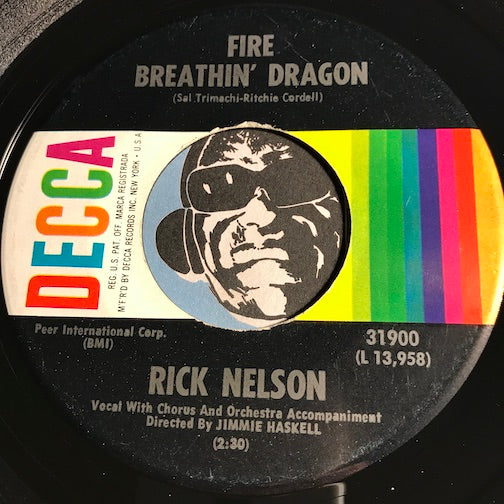 FIRE
BREATHIN' DRAGON
(Sal Trimachi-Ritchie Cordell)
DECCA
REG. U.S. PAT. OFF. MARCA REGISTRADA
M'F'R'D BY DECCA RECORDS INC. NEW YORK • U.S.A.
Peer International Corp.
(BMI)
31900
(L 13,958)
RICK NELSON
Vocal With Chorus And Orchestra Accompaniment
Directed By JIMMIE HASKELL
(2:30)